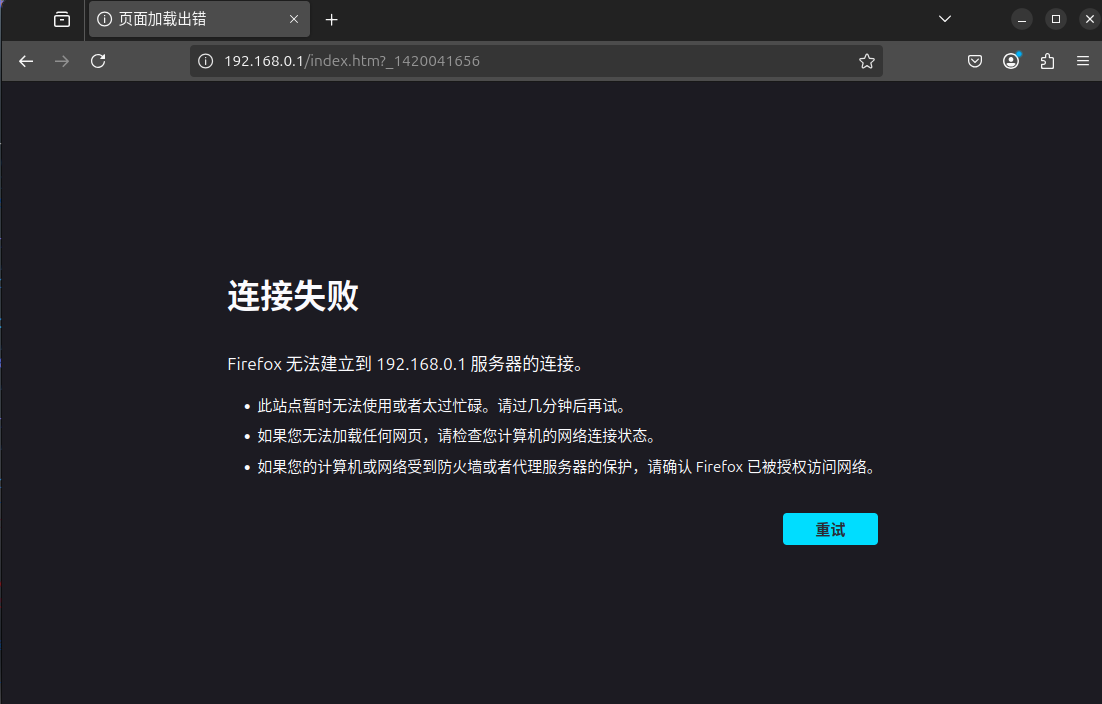 页面加载出错
192.168.0.1/index.htm?_1420041656
连接失败
Firefox 无法建立到 192.168.0.1 服务器的连接。
• 此站点暂时无法使用或者太过忙碌。请过几分钟后再试。
• 如果您无法加载任何网页，请检查您计算机的网络连接状态。
• 如果您的计算机或网络受到防火墙或者代理服务器的保护，请确认 Firefox 已被授权访问网络。
重试